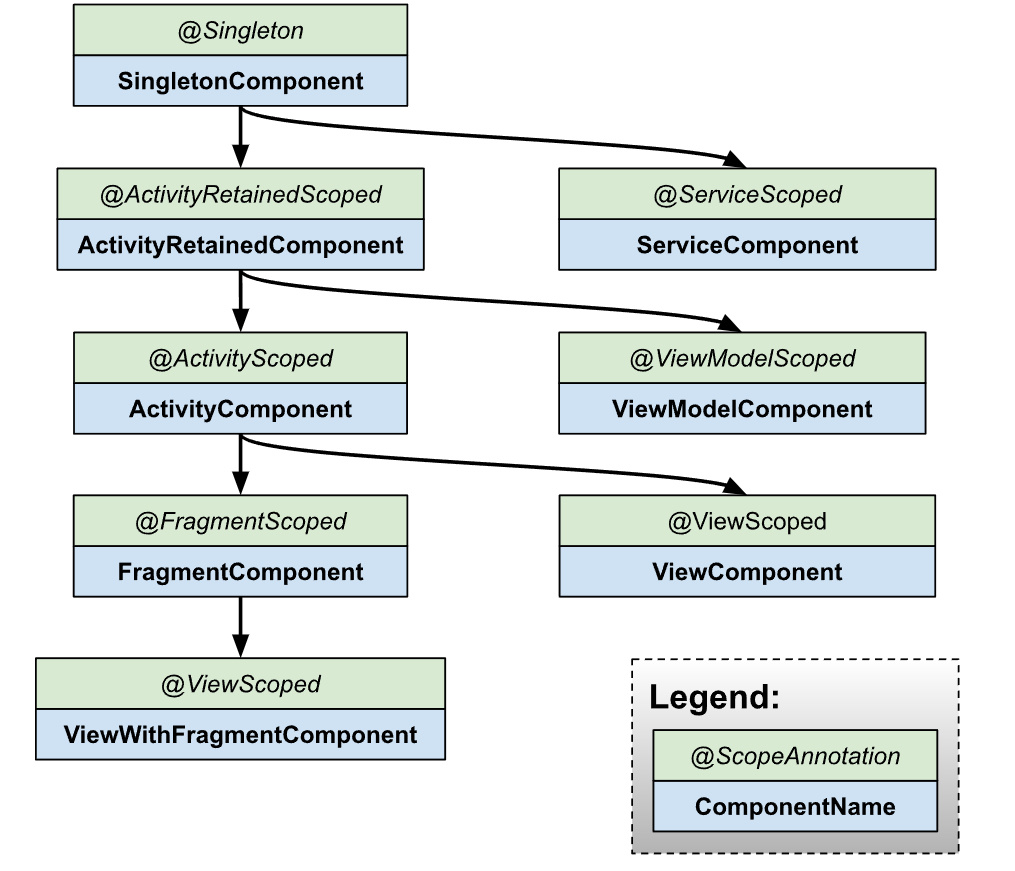 @Singleton
SingletonComponent
@ActivityRetainedScoped
ActivityRetainedComponent
@ServiceScoped
ServiceComponent
@ActivityScoped
ActivityComponent
@ViewModelScoped
ViewModelComponent
@FragmentScoped
FragmentComponent
@ViewScoped
ViewComponent
@ViewScoped
ViewWithFragmentComponent
Legend:
@ScopeAnnotation
ComponentName